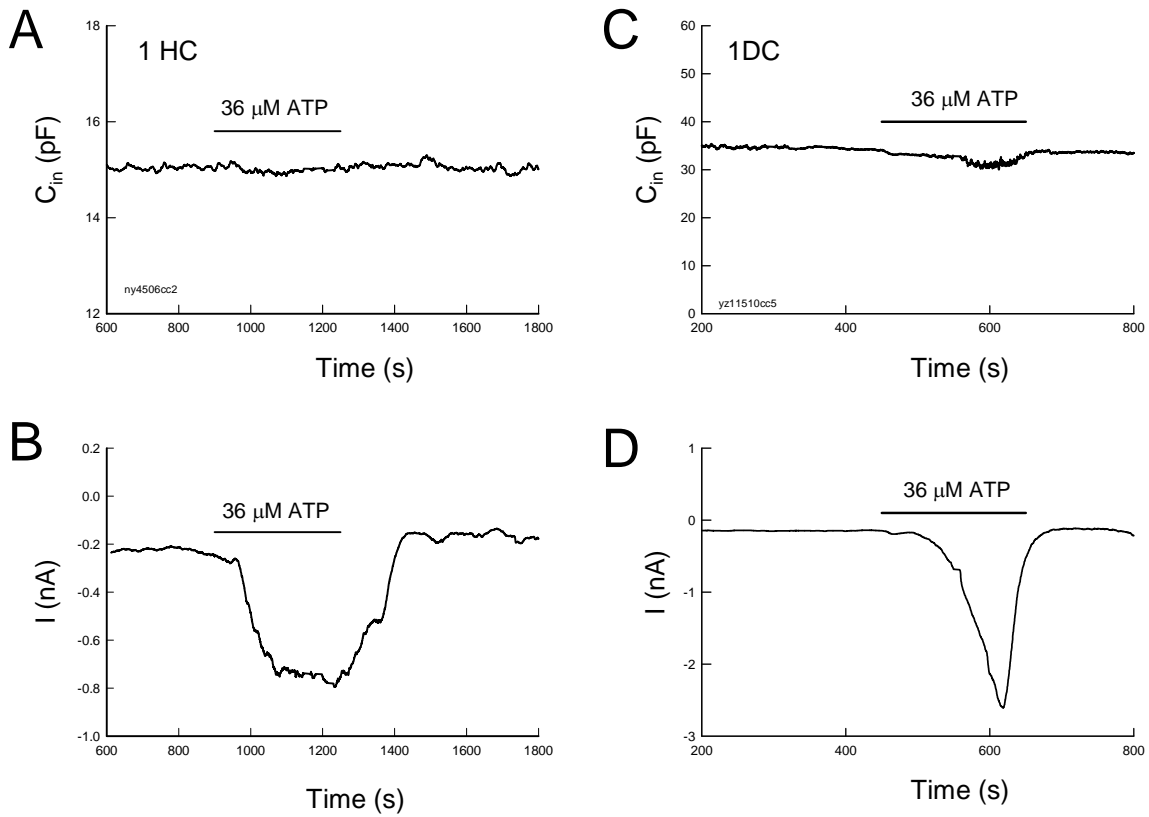 A
1 HC
36 μM ATP
18
16
14
12
C_in (pF)
ny4506cc2
600 800 1000 1200 1400 1600 1800
Time (s)
C
1DC
36 μM ATP
60
50
40
30
20
10
0
C_in (pF)
yz11510cc5
200 400 600 800
Time (s)
B
36 μM ATP
0.2
0.0
-0.2
-0.4
-0.6
-0.8
-1.0
I (nA)
600 800 1000 1200 1400 1600 1800
Time (s)
D
36 μM ATP
1
0
-1
-2
-3
I (nA)
200 400 600 800
Time (s)